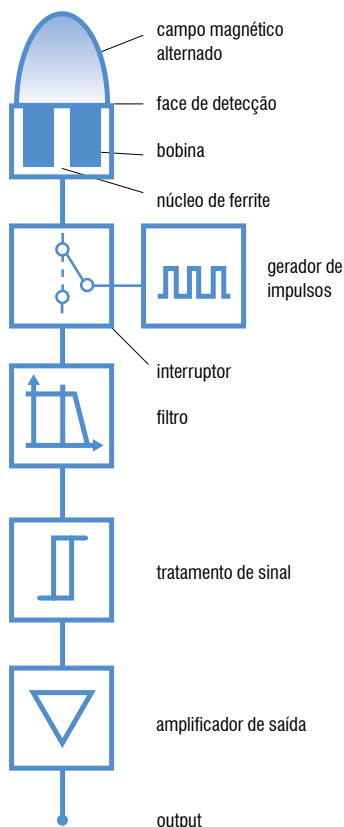 campo magnético
alternado
face de detecção
bobina
núcleo de ferrite
gerador de
impulsos
interruptor
filtro
tratamento de sinal
amplificador de saída
output